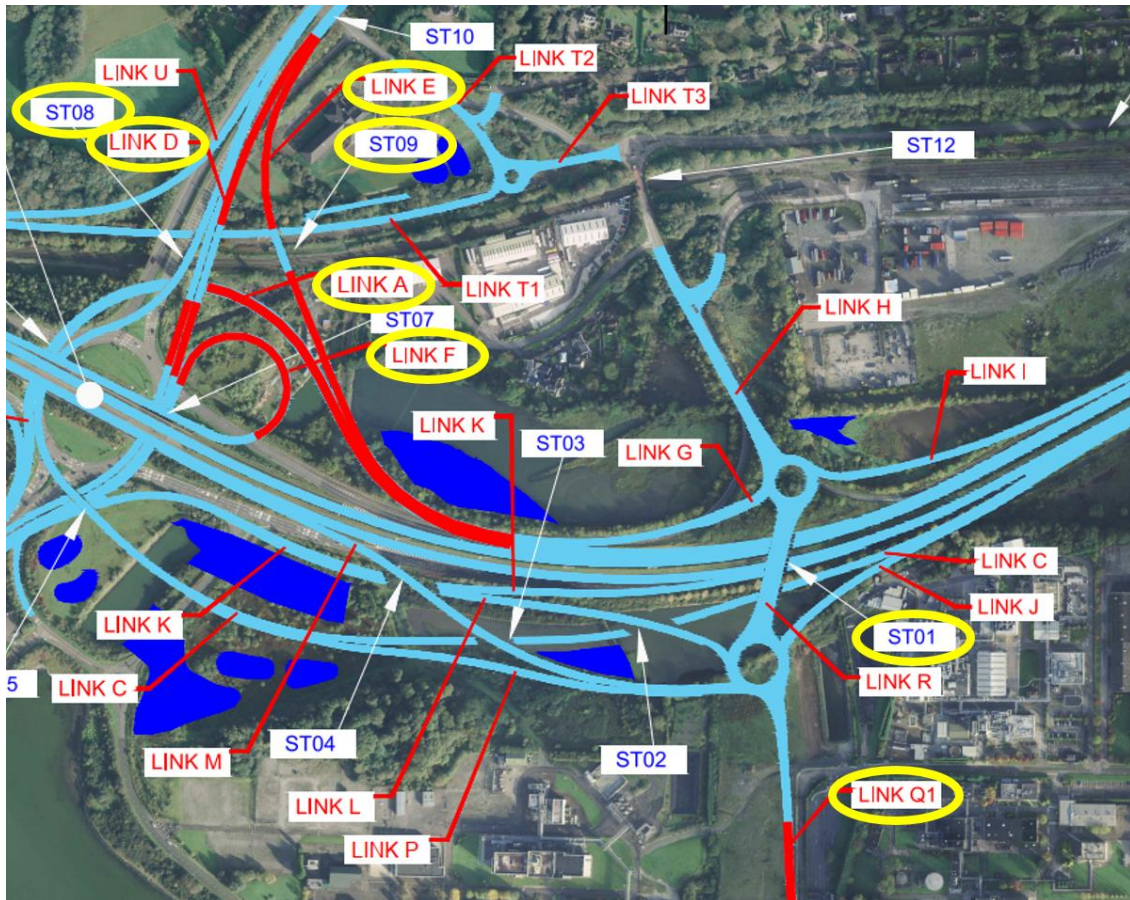 ST10
LINK U
LINK T2
LINK E
LINK T3
ST08
LINK D
ST09
ST12
LINK A
LINK T1
ST07
LINK H
LINK F
LINK I
LINK K
ST03
LINK G
LINK C
LINK J
LINK K
ST01
5
LINK C
LINK R
ST04
LINK M
ST02
LINK L
LINK Q1
LINK P